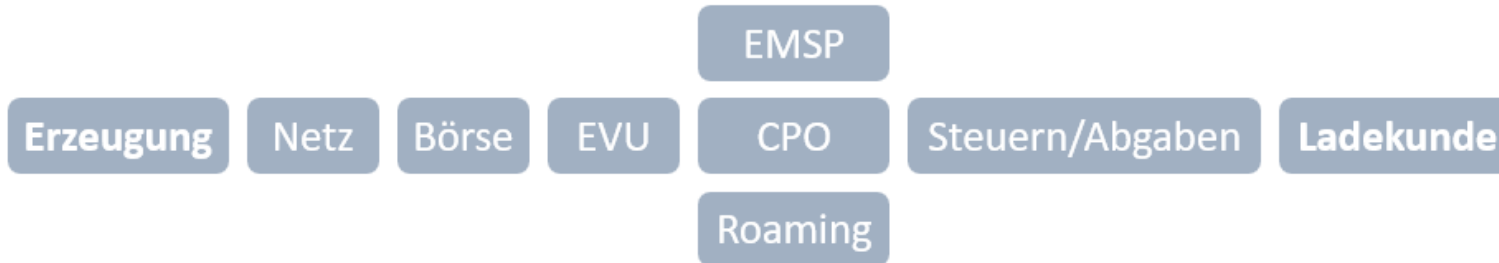 EMSP
Erzeugung Netz Börse EVU CPO Steuern/Abgaben Ladekunde
Roaming